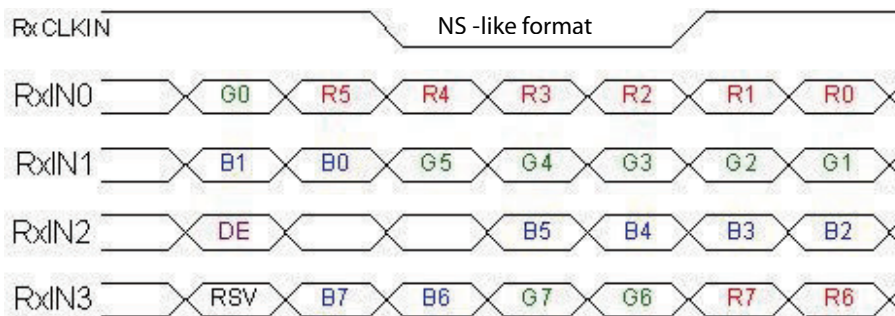 Rx CLKIN NS -like format
RxIN0 G0 R5 R4 R3 R2 R1 R0
RxIN1 B1 B0 G5 G4 G3 G2 G1
RxIN2 DE B5 B4 B3 B2
RxIN3 RSV B7 B6 G7 G6 R7 R6